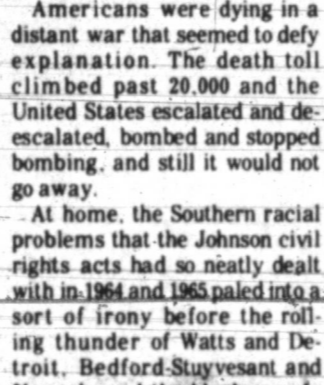 Americans were dying in a
distant war that seemed to defy
explanation. The death toll
climbed past 20,000 and the
United States escalated and de-
escalated, bombed and stopped
bombing, and still it would not
go away.
At home, the Southern racial
problems that the Johnson civil
rights acts had so neatly dealt
with in 1964 and 1965 paled into a
sort of irony before the roll-
ing thunder of Watts and De-
troit, Bedford-Stuyvesant and